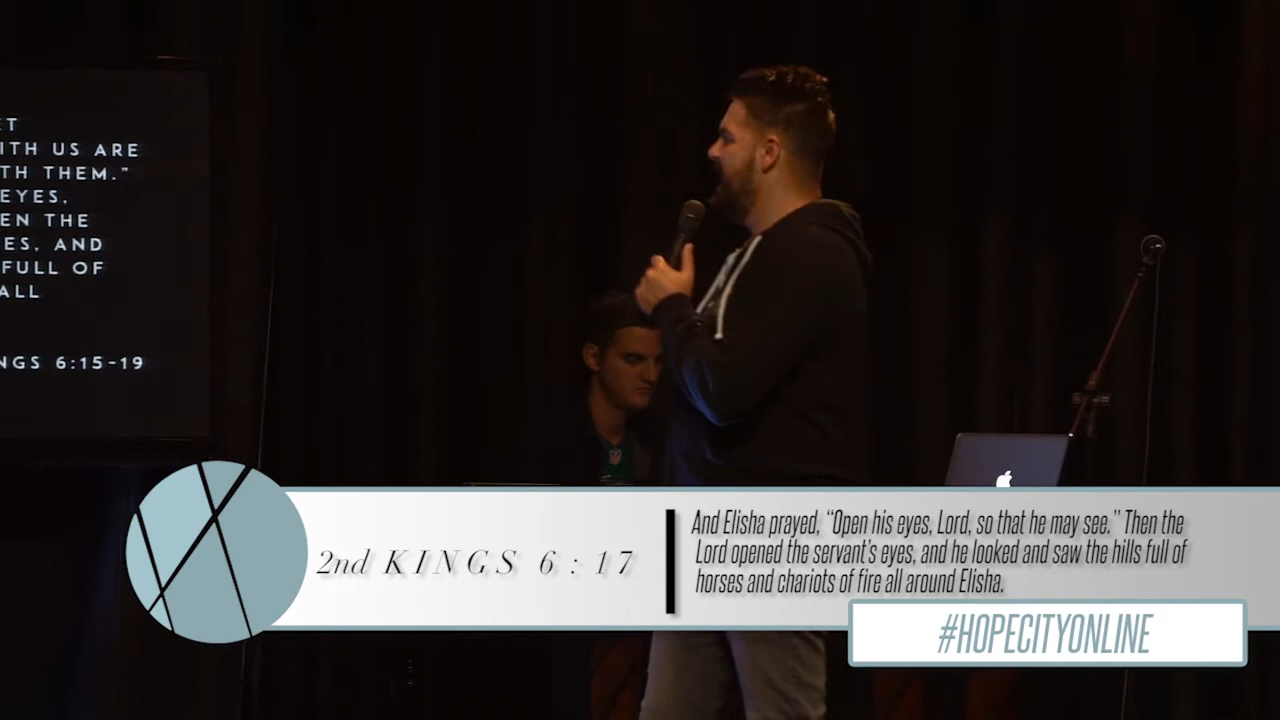 T
ITH US ARE
TH THEM."
EYES,
EN THE
ES, AND
FULL OF
ALL
NGS 6:15-19
2nd KINGS 6:17
And Elisha prayed, "Open his eyes, Lord, so that he may see." Then the
Lord opened the servant's eyes, and he looked and saw the hills full of
horses and chariots of fire all around Elisha.
#HOPECITYONLINE